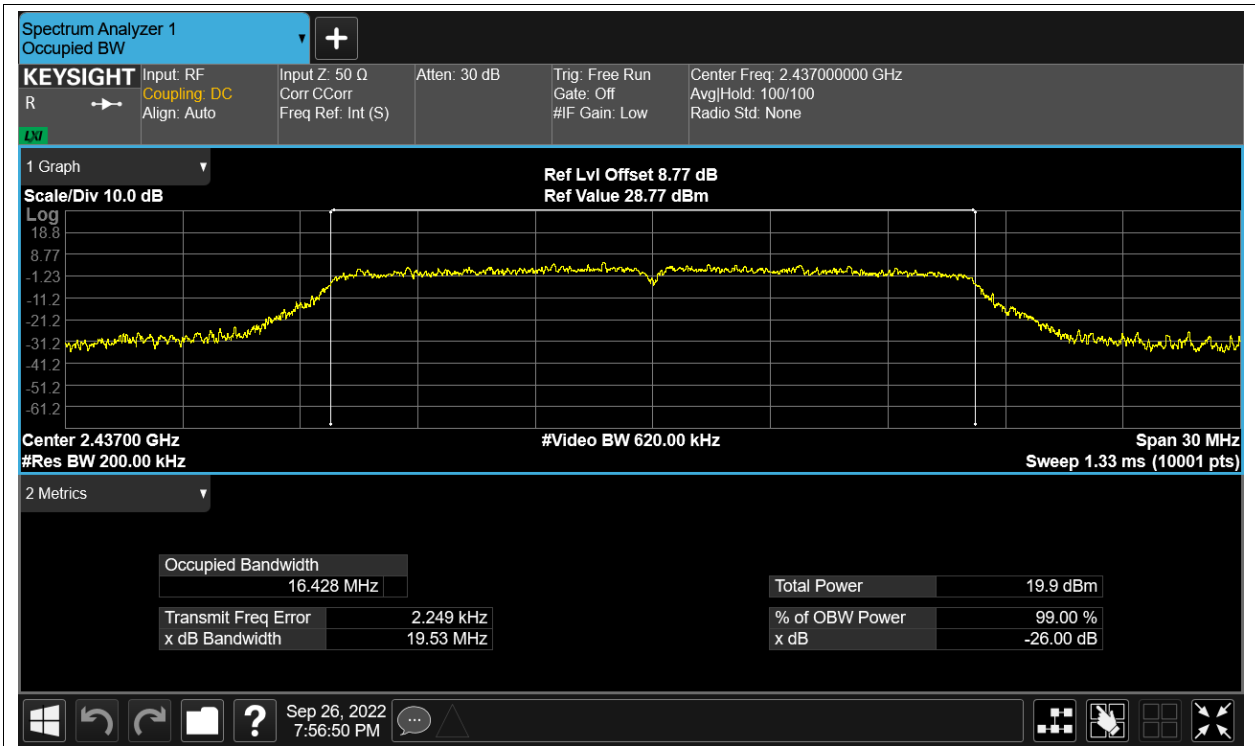 Spectrum Analyzer 1
Occupied BW
KEYSIGHT
R
LXI
Input: RF
Coupling: DC
Align: Auto
Input Z: 50 Ω
Corr CCorr
Freq Ref: Int (S)
Atten: 30 dB
Trig: Free Run
Gate: Off
#IF Gain: Low
Center Freq: 2.437000000 GHz
Avg|Hold: 100/100
Radio Std: None
1 Graph
Scale/Div 10.0 dB
Ref Lvl Offset 8.77 dB
Ref Value 28.77 dBm
Log
18.8
8.77
-1.23
-11.2
-21.2
-31.2
-41.2
-51.2
-61.2
Center 2.43700 GHz
#Res BW 200.00 kHz
#Video BW 620.00 kHz
Span 30 MHz
Sweep 1.33 ms (10001 pts)
2 Metrics
Occupied Bandwidth
16.428 MHz
Transmit Freq Error 2.249 kHz
x dB Bandwidth 19.53 MHz
Total Power 19.9 dBm
% of OBW Power 99.00 %
x dB -26.00 dB
?
Sep 26, 2022
7:56:50 PM